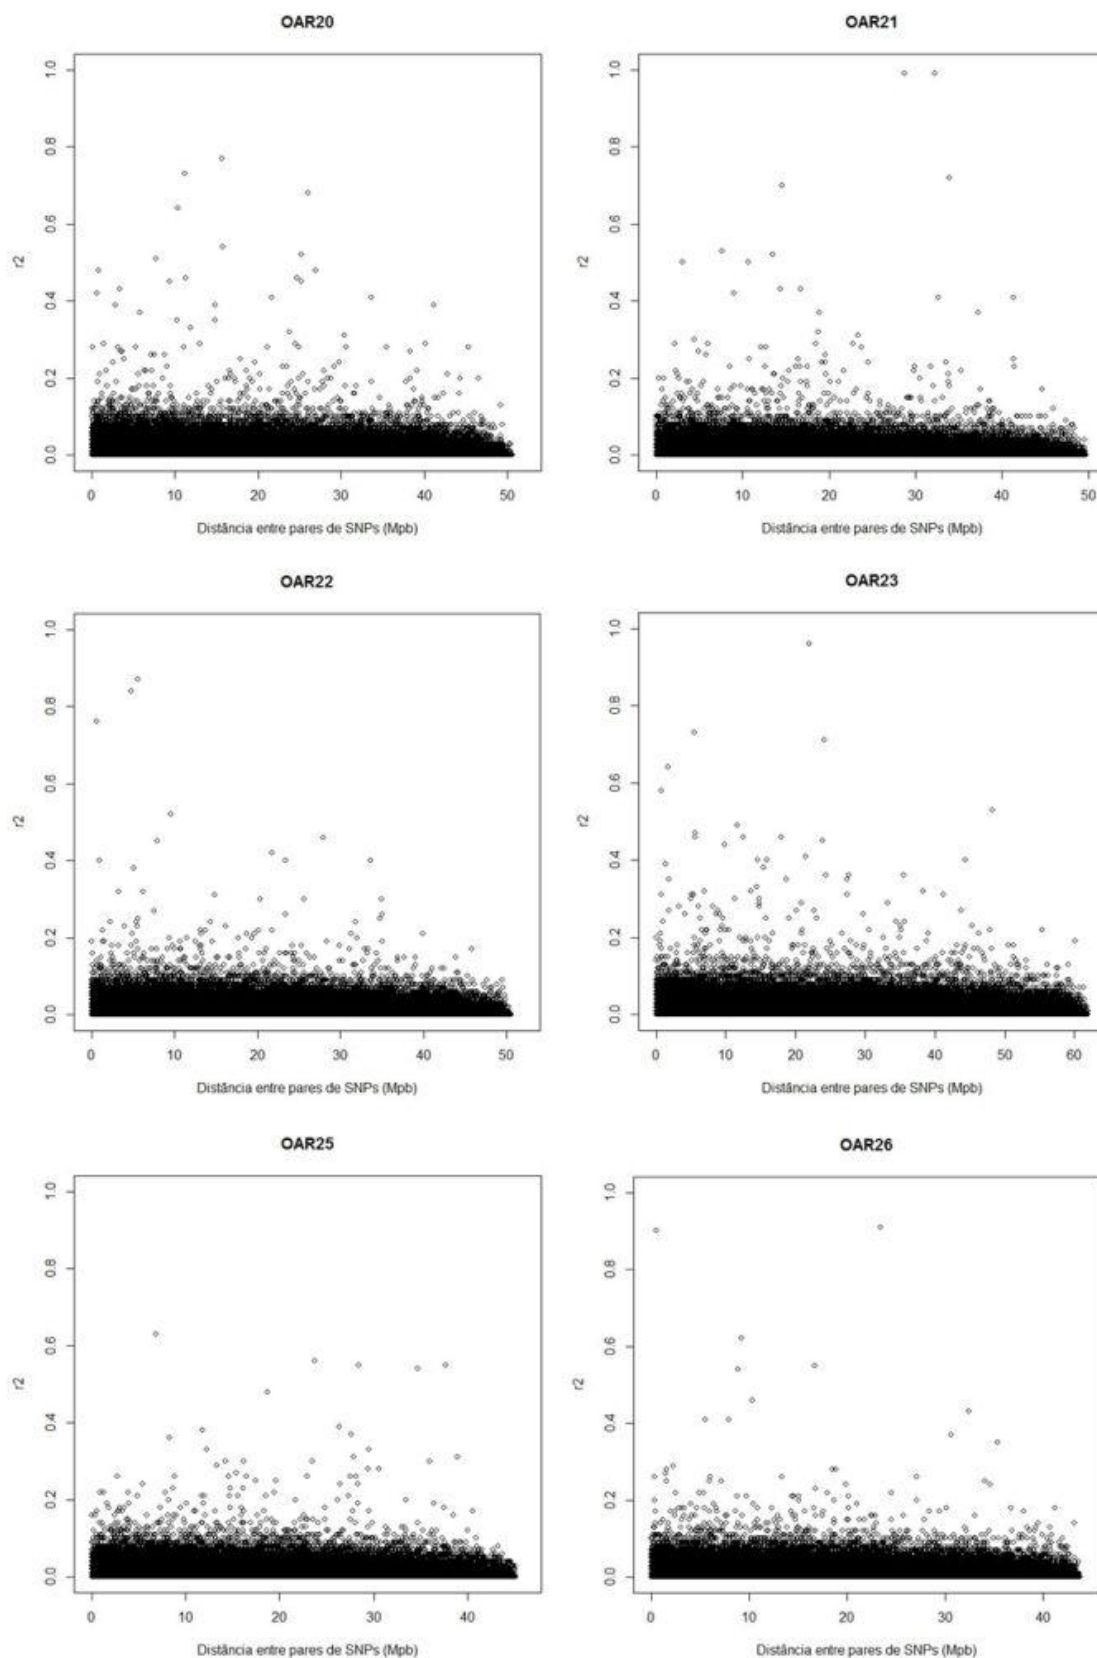 OAR20
OAR21
r2
0.0 0.2 0.4 0.6 0.8 1.0
0 10 20 30 40 50
Distância entre pares de SNPs (Mpb)
r2
0.0 0.2 0.4 0.6 0.8 1.0
0 10 20 30 40 50
Distância entre pares de SNPs (Mpb)
OAR22
OAR23
r2
0.0 0.2 0.4 0.6 0.8 1.0
0 10 20 30 40 50
Distância entre pares de SNPs (Mpb)
r2
0.0 0.2 0.4 0.6 0.8 1.0
0 10 20 30 40 50 60
Distância entre pares de SNPs (Mpb)
OAR25
OAR26
r2
0.0 0.2 0.4 0.6 0.8 1.0
0 10 20 30 40
Distância entre pares de SNPs (Mpb)
r2
0.0 0.2 0.4 0.6 0.8 1.0
0 10 20 30 40
Distância entre pares de SNPs (Mpb)